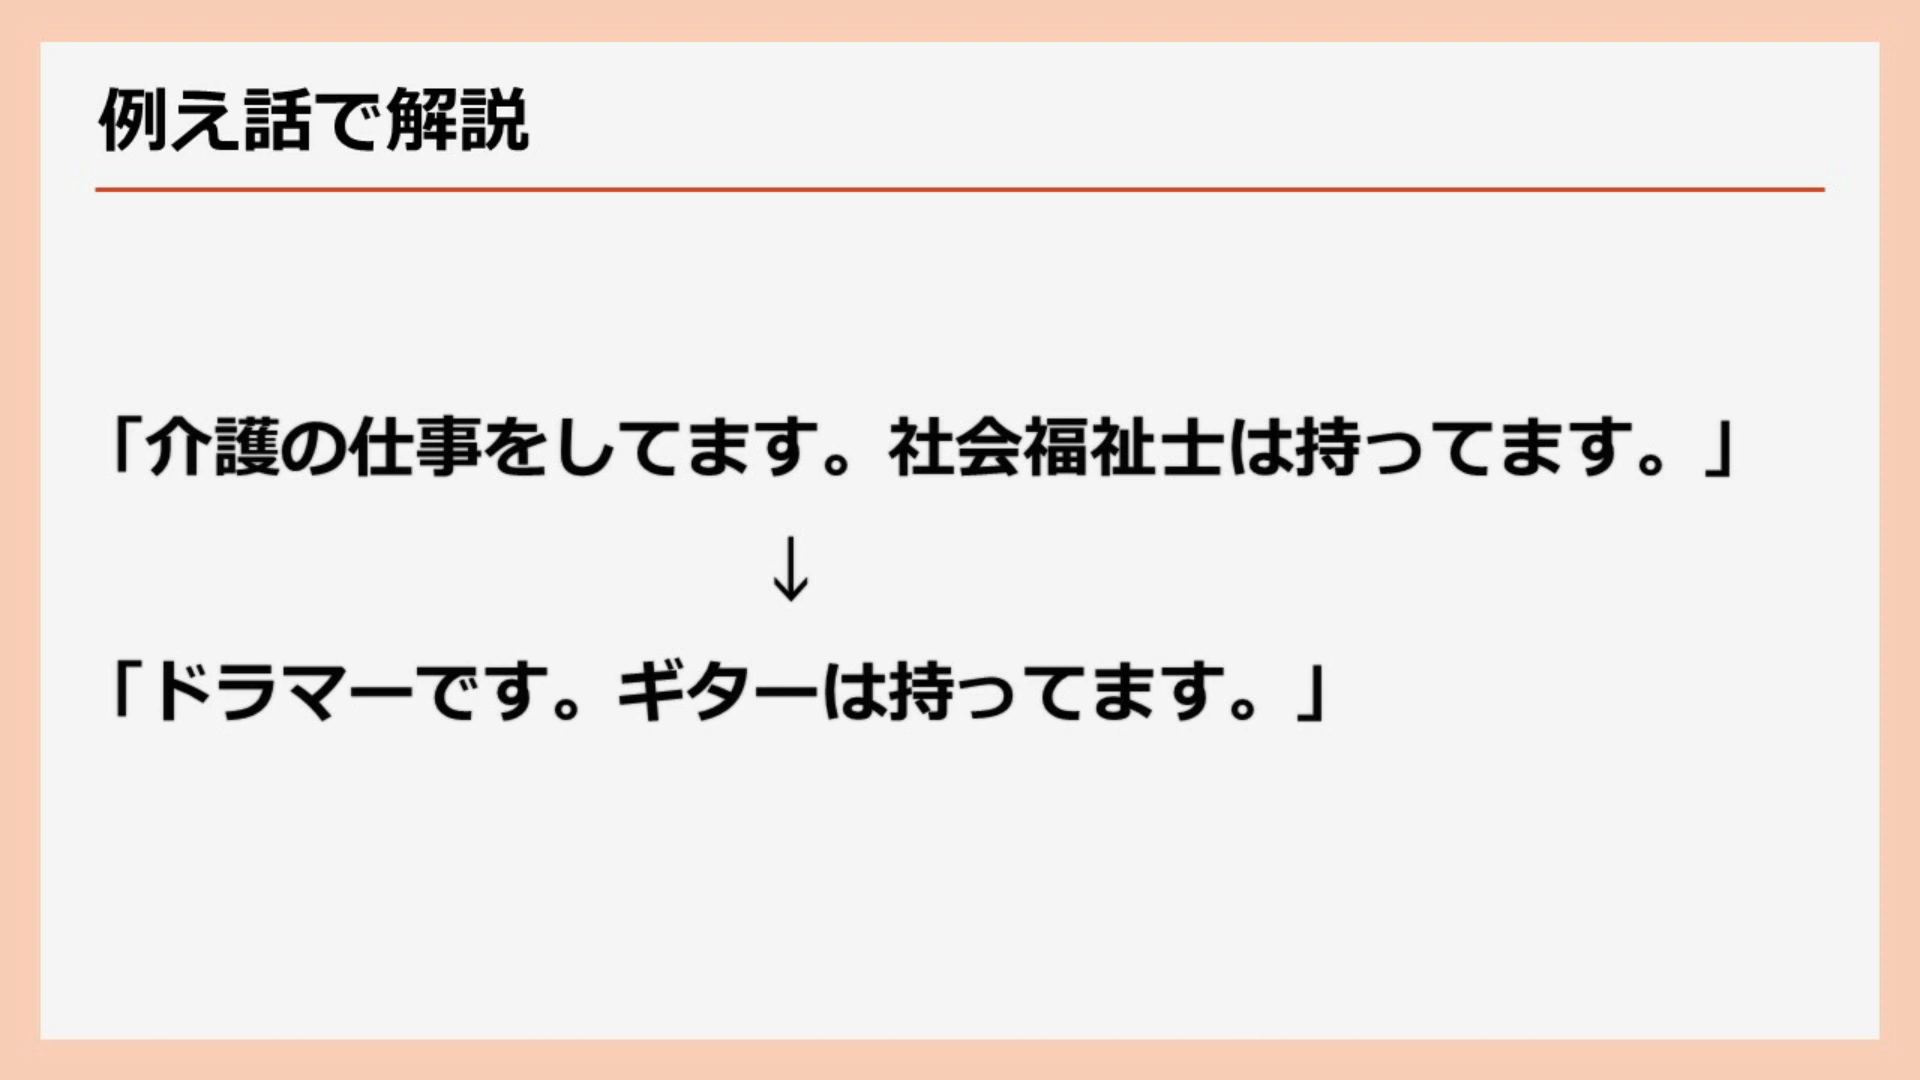 例え話で解説
「介護の仕事をしてます。社会福祉士は持ってます。」
↓
「ドラマーです。ギターは持ってます。」